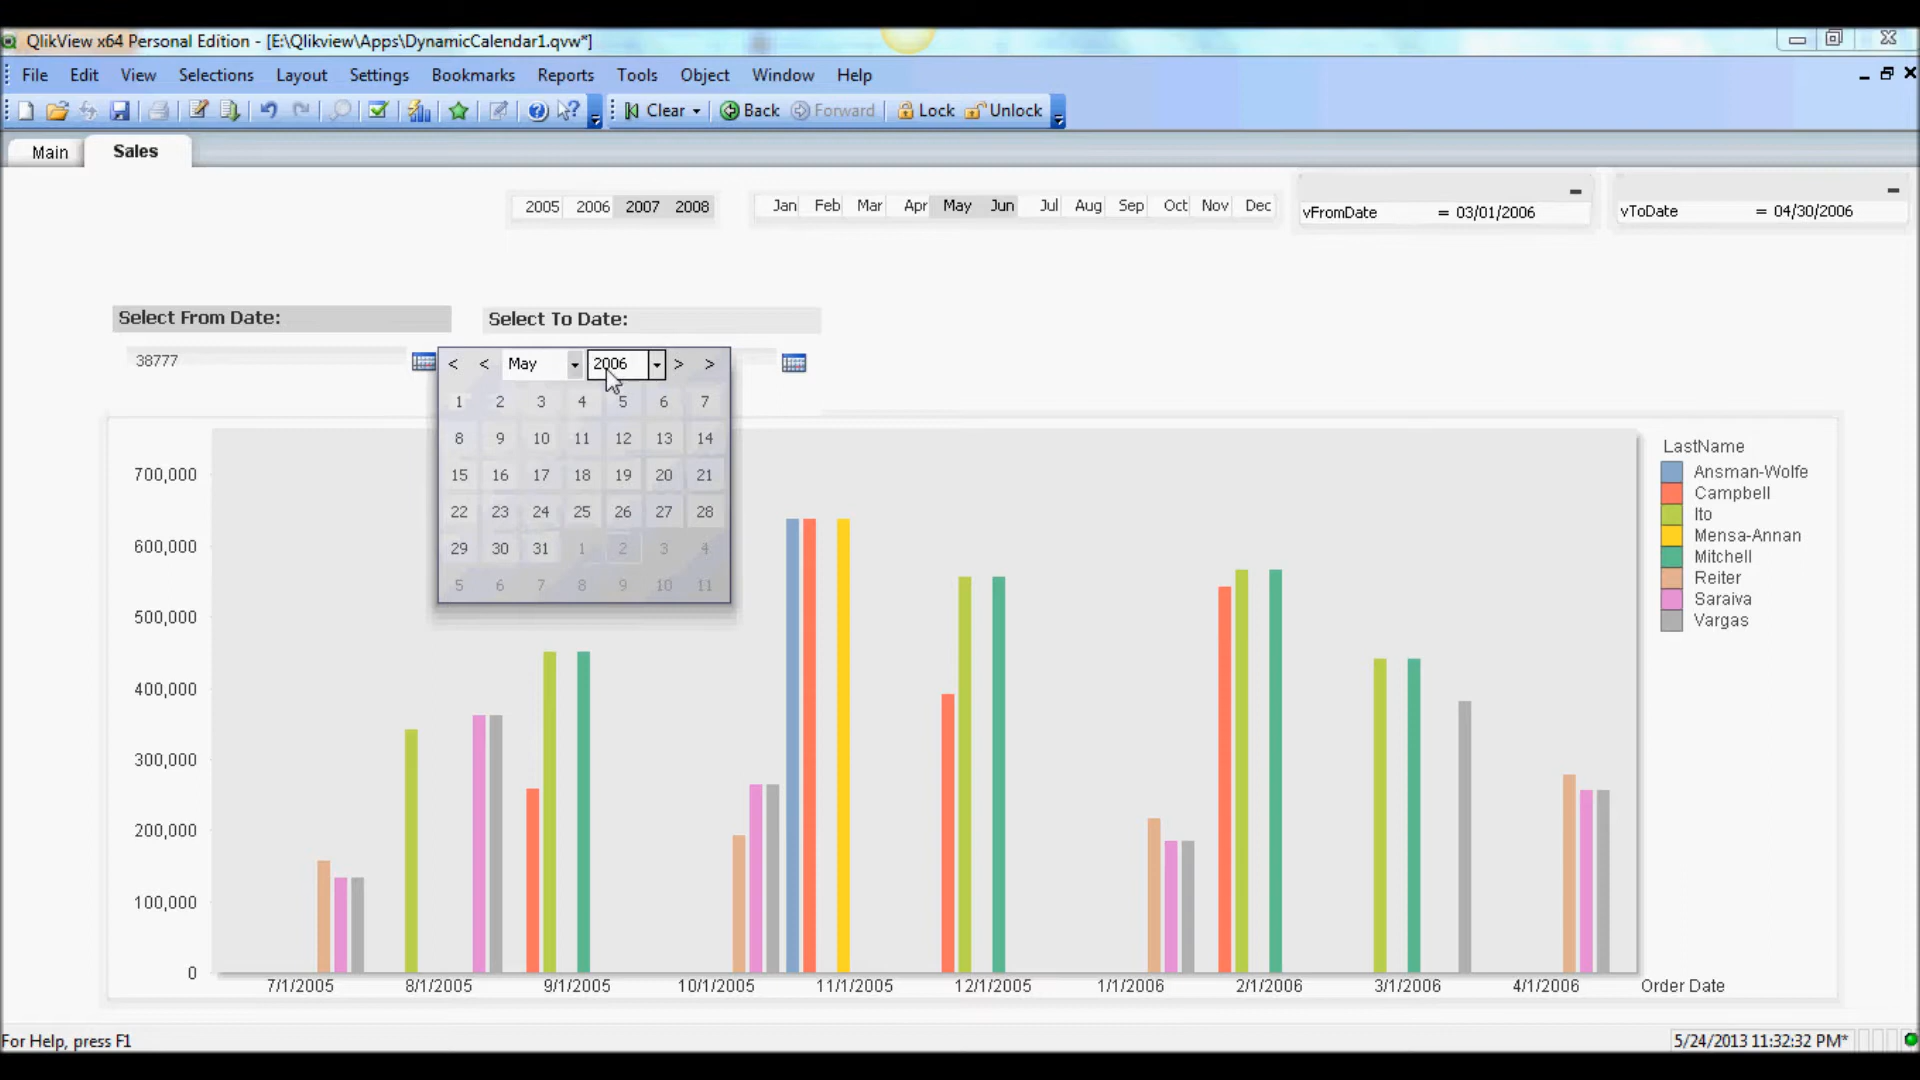 QlikView x64 Personal Edition - [E:\Qlikview\Apps\DynamicCalendar1.qvw*]
File Edit View Selections Layout Settings Bookmarks Reports Tools Object Window Help
Clear Back Forward Lock Unlock
Main Sales
2005 2006 2007 2008 Jan Feb Mar Apr May Jun Jul Aug Sep Oct Nov Dec
vFromDate = 03/01/2006 vToDate = 04/30/2006
Select From Date: Select To Date:
38777
< < May 2006 > >
1 2 3 4 5 6 7
8 9 10 11 12 13 14
15 16 17 18 19 20 21
22 23 24 25 26 27 28
29 30 31 1 2 3 4
5 6 7 8 9 10 11
700,000
600,000
500,000
400,000
300,000
200,000
100,000
0
7/1/2005 8/1/2005 9/1/2005 10/1/2005 11/1/2005 12/1/2005 1/1/2006 2/1/2006 3/1/2006 4/1/2006 Order Date
LastName
Ansman-Wolfe
Campbell
Ito
Mensa-Annan
Mitchell
Reiter
Saraiva
Vargas
For Help, press F1 5/24/2013 11:32:32 PM*